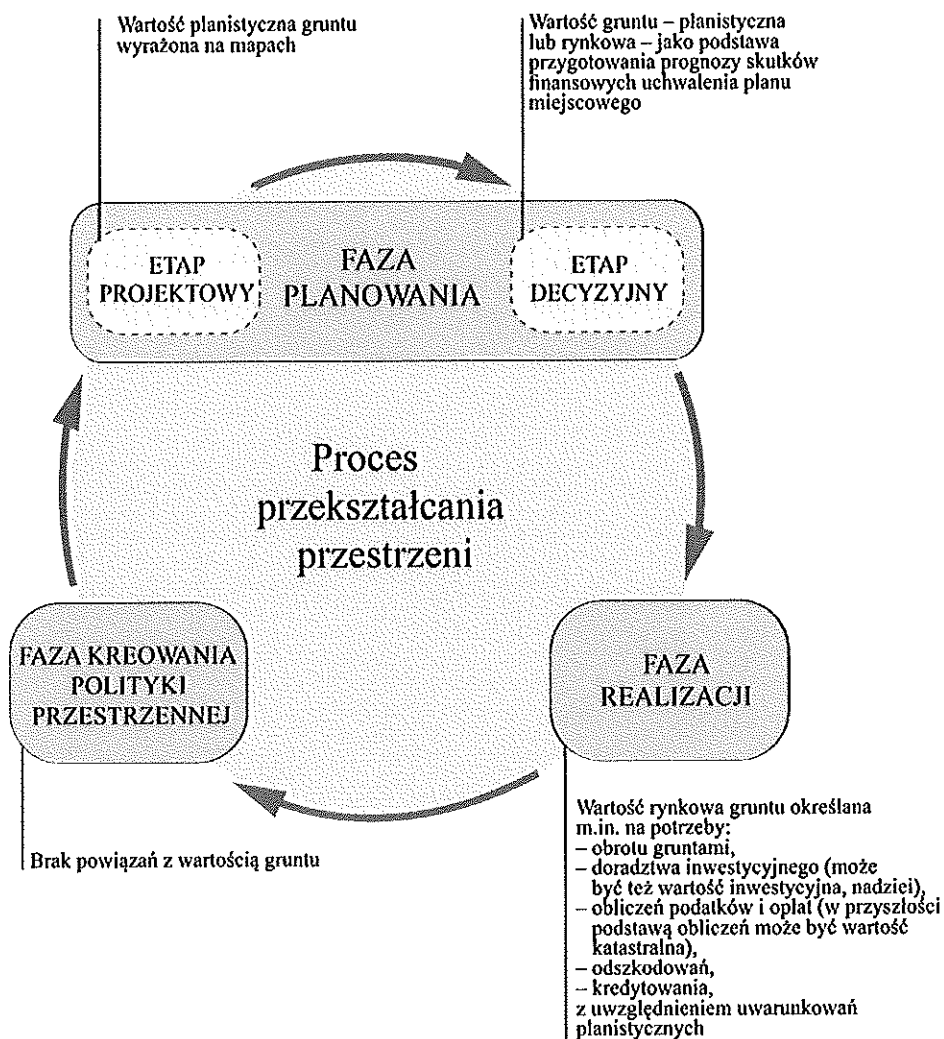 Wartość planistyczna gruntu
wyrażona na mapach
Wartość gruntu – planistyczna
lub rynkowa – jako podstawa
przygotowania prognozy skutków
finansowych uchwalenia planu
miejscowego
ETAP
PROJEKTOWY
FAZA
PLANOWANIA
ETAP
DECYZYJNY
Proces
przekształcania
przestrzeni
FAZA KREOWANIA
POLITYKI
PRZESTRZENNEJ
FAZA
REALIZACJI
Brak powiązań z wartością gruntu
Wartość rynkowa gruntu określana
m.in. na potrzeby:
– obrotu gruntami,
– doradztwa inwestycyjnego (może
być też wartość inwestycyjna, nadziei),
– obliczeń podatków i opłat (w przyszłości
podstawą obliczeń może być wartość
katastralna),
– odszkodowań,
– kredytowania,
z uwzględnieniem uwarunkowań
planistycznych